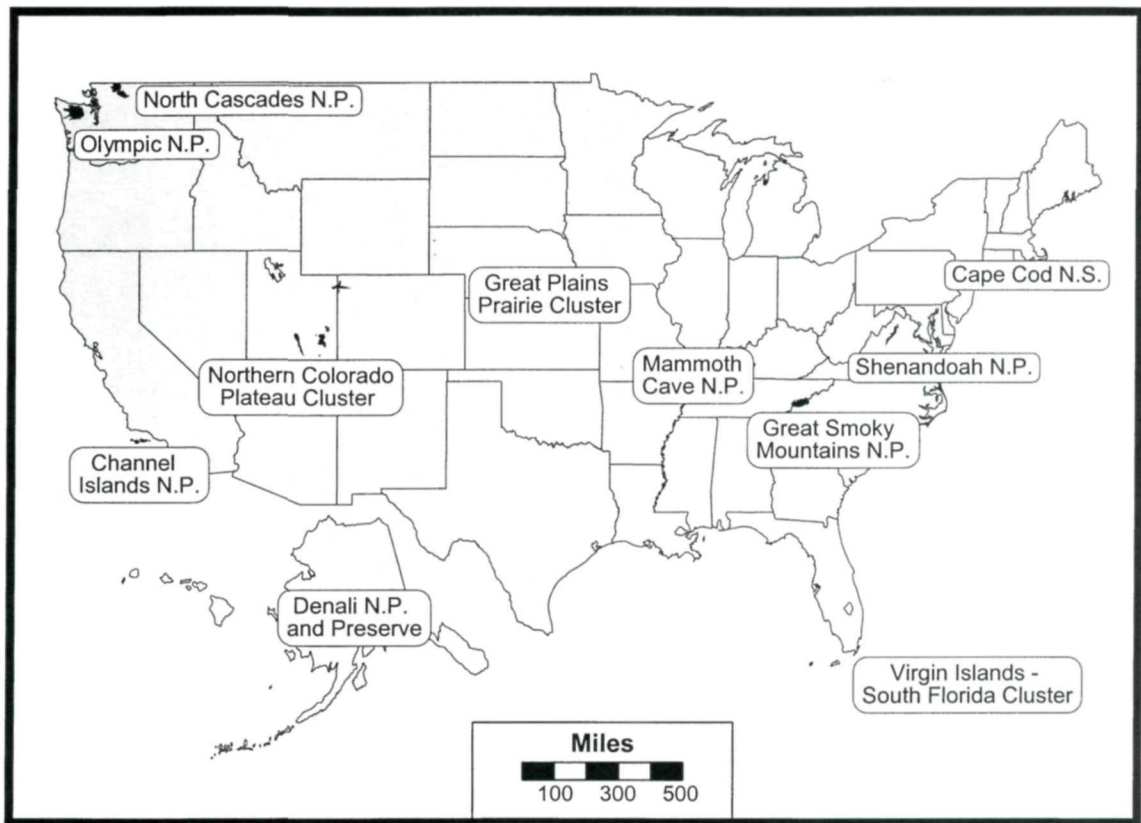 North Cascades N.P.
Olympic N.P.
Great Plains
Prairie Cluster
Cape Cod N.S.
Northern Colorado
Plateau Cluster
Mammoth
Cave N.P.
Shenandoah N.P.
Great Smoky
Mountains N.P.
Channel
Islands N.P.
Denali N.P.
and Preserve
Virgin Islands -
South Florida Cluster
Miles
100 300 500